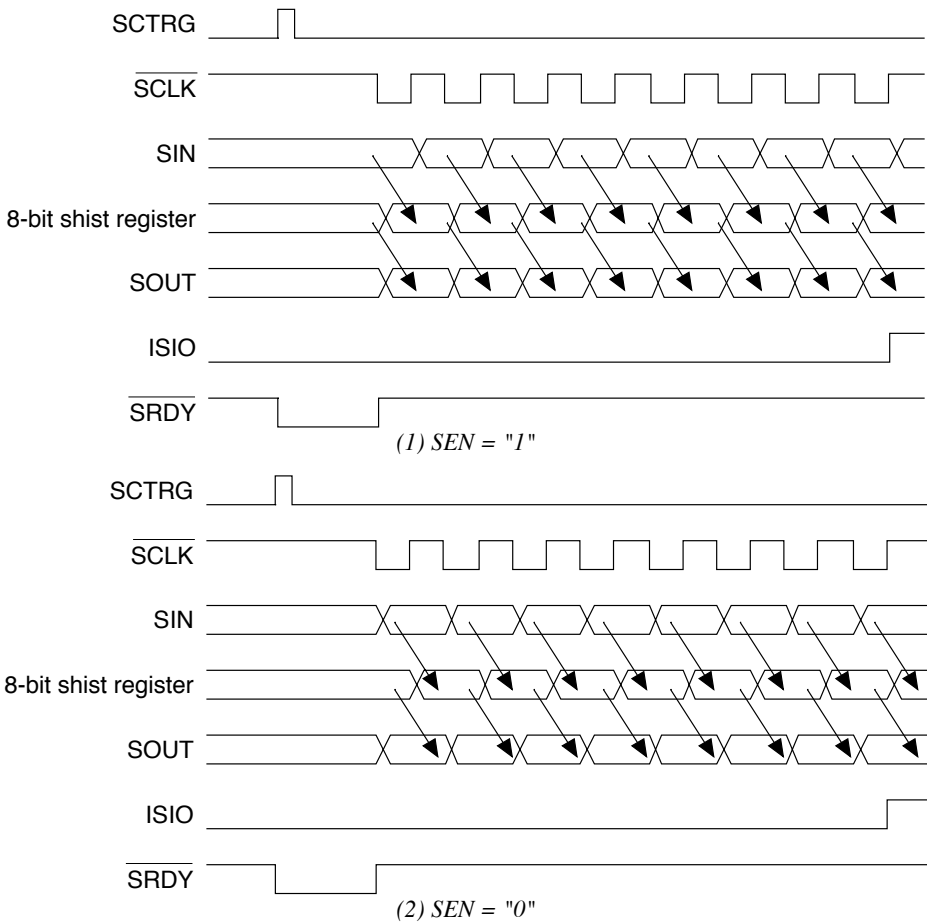 SCTRG
SCLK
SIN
8-bit shist register
SOUT
ISIO
SRDY
(1) SEN = "1"
SCTRG
SCLK
SIN
8-bit shist register
SOUT
ISIO
SRDY
(2) SEN = "0"